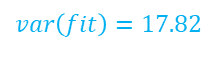 var(fit) = 17.82